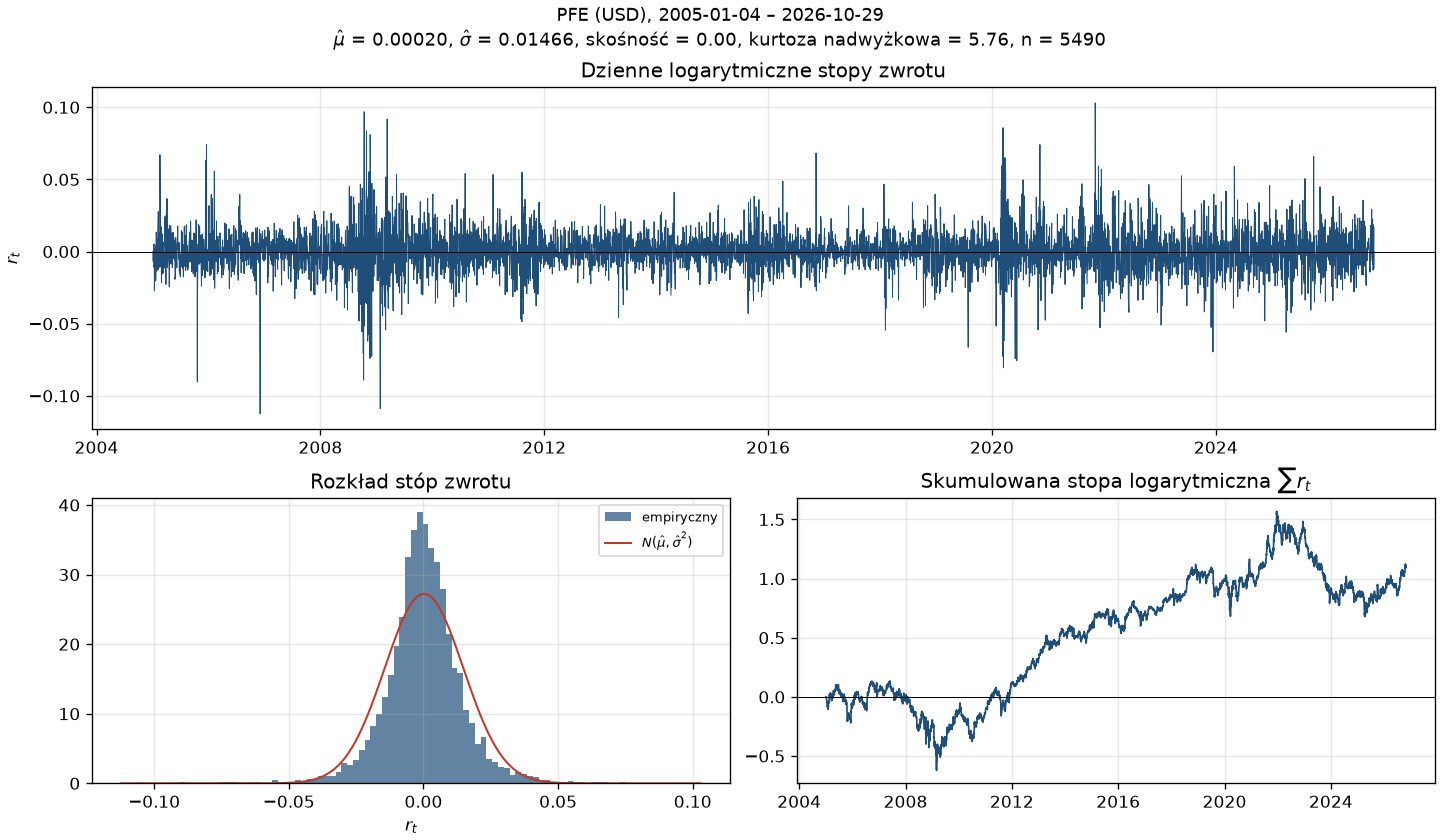 PFE (USD), 2005-01-04 – 2026-10-29
μ̂ = 0.00020, σ̂ = 0.01466, skośność = 0.00, kurtoza nadwyżkowa = 5.76, n = 5490
Dzienne logarytmiczne stopy zwrotu
0.10
0.05
0.00
−0.05
−0.10
r_t
2004 2008 2012 2016 2020 2024
Rozkład stóp zwrotu
40
30
20
10
0
empiryczny
N(μ̂, σ̂²)
−0.10 −0.05 0.00 0.05 0.10
r_t
Skumulowana stopa logarytmiczna ∑r_t
1.5
1.0
0.5
0.0
−0.5
2004 2008 2012 2016 2020 2024